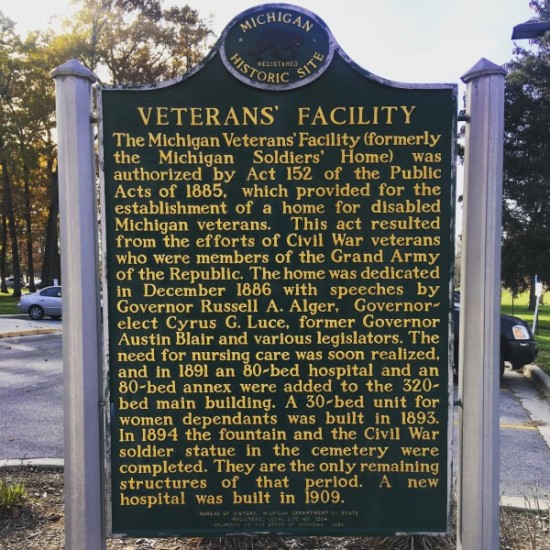 MICHIGAN
REGISTERED
HISTORIC SITE
VETERANS' FACILITY
The Michigan Veterans' Facility (formerly
the Michigan Soldiers' Home) was
authorized by Act 152 of the Public
Acts of 1885, which provided for the
establishment of a home for disabled
Michigan veterans. This act resulted
from the efforts of Civil War veterans
who were members of the Grand Army
of the Republic. The home was dedicated
in December 1886 with speeches by
Governor Russell A. Alger, Governor-
elect Cyrus G. Luce, former Governor
Austin Blair and various legislators. The
need for nursing care was soon realized,
and in 1891 an 80-bed hospital and an
80-bed annex were added to the 320-
bed main building. A 30-bed unit for
women dependants was built in 1893.
In 1894 the fountain and the Civil War
soldier statue in the cemetery were
completed. They are the only remaining
structures of that period. A new
hospital was built in 1909.
BUREAU OF HISTORY, MICHIGAN DEPARTMENT OF STATE
REGISTERED LOCAL SITE NO.